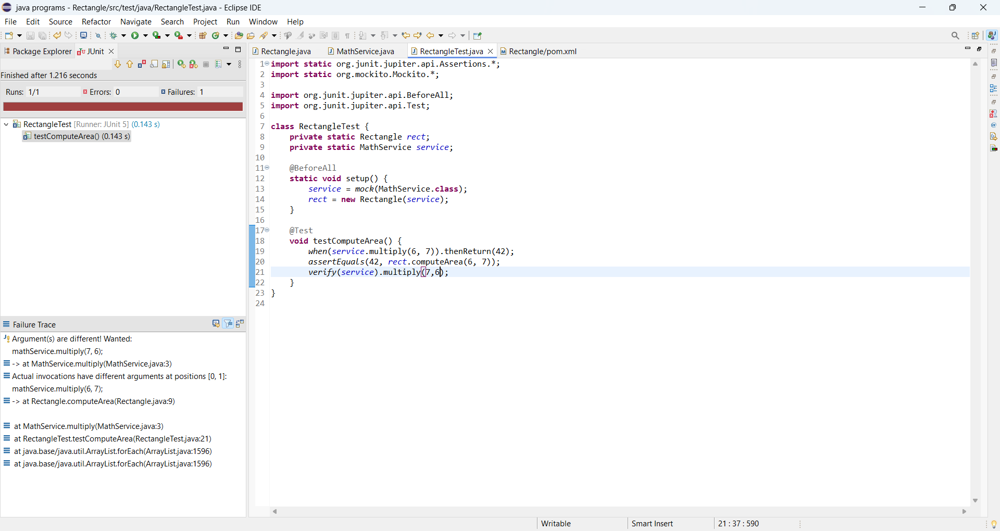 java programs - Rectangle/src/test/java/RectangleTest.java - Eclipse IDE
File Edit Source Refactor Navigate Search Project Run Window Help
Package Explorer JUnit
Rectangle.java MathService.java RectangleTest.java Rectangle/pom.xml
Finished after 1.216 seconds
Runs: 1/1 Errors: 0 Failures: 1
RectangleTest [Runner: JUnit 5] (0.143 s)
testComputeArea() (0.143 s)
Failure Trace
Argument(s) are different! Wanted:
mathService.multiply(7, 6);
-> at MathService.multiply(MathService.java:3)
Actual invocations have different arguments at positions [0, 1]:
mathService.multiply(6, 7);
-> at Rectangle.computeArea(Rectangle.java:9)
at MathService.multiply(MathService.java:3)
at RectangleTest.testComputeArea(RectangleTest.java:21)
at java.base/java.util.ArrayList.forEach(ArrayList.java:1596)
at java.base/java.util.ArrayList.forEach(ArrayList.java:1596)
1 import static org.junit.jupiter.api.Assertions.*;
2 import static org.mockito.Mockito.*;
3
4 import org.junit.jupiter.api.BeforeAll;
5 import org.junit.jupiter.api.Test;
6
7 class RectangleTest {
8 private static Rectangle rect;
9 private static MathService service;
10
11 @BeforeAll
12 static void setup() {
13 service = mock(MathService.class);
14 rect = new Rectangle(service);
15 }
16
17 @Test
18 void testComputeArea() {
19 when(service.multiply(6, 7)).thenReturn(42);
20 assertEquals(42, rect.computeArea(6, 7));
21 verify(service).multiply(7,6);
22 }
23 }
24
Writable Smart Insert 21 : 37 : 590